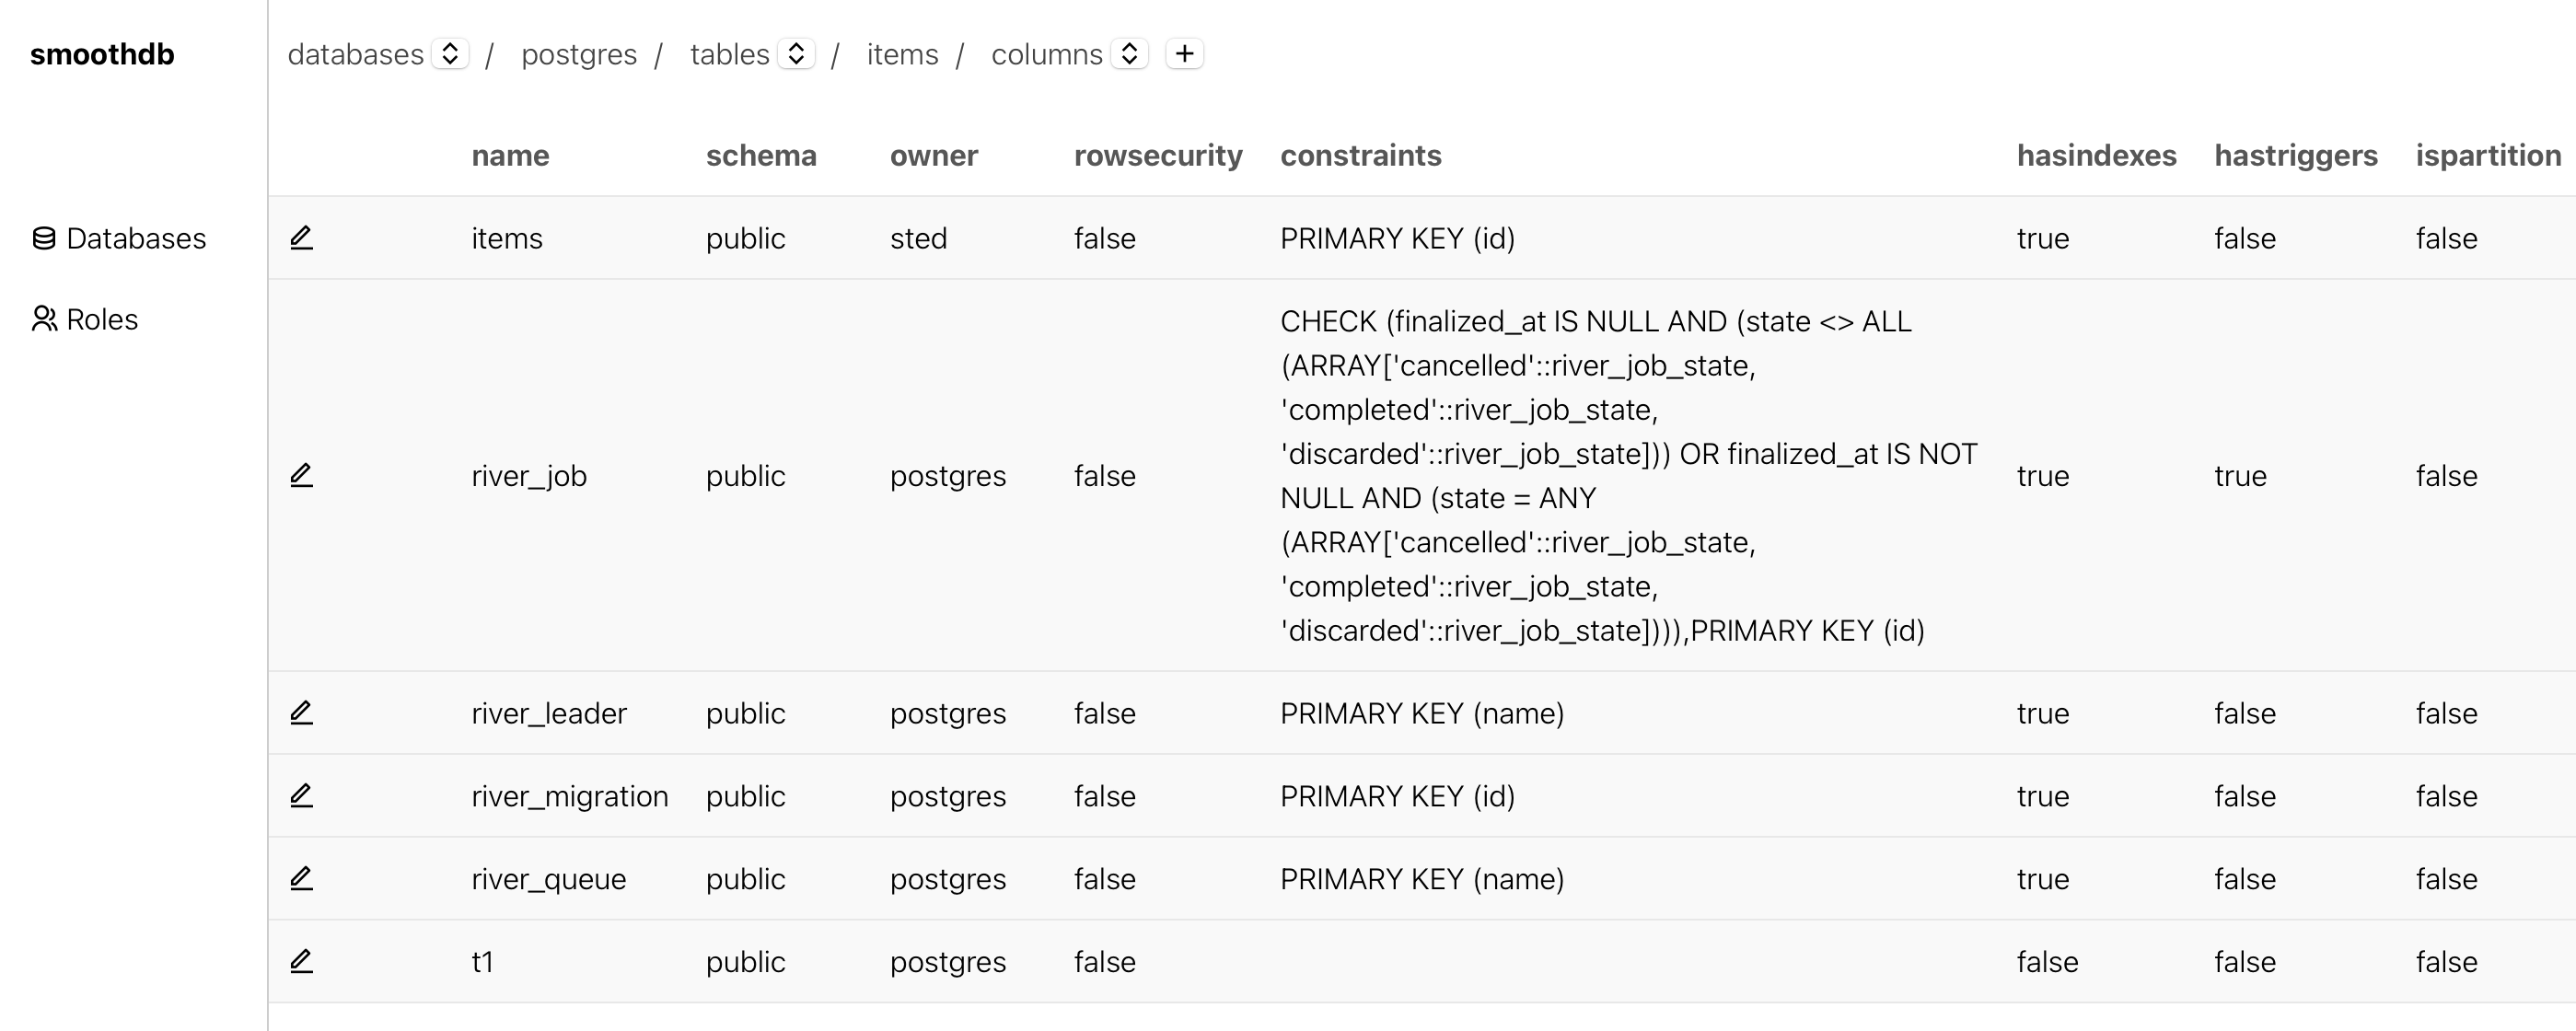 smoothdb
databases / postgres / tables / items / columns +
Databases
Roles
name schema owner rowsecurity constraints hasindexes hastriggers ispartition
items public sted false PRIMARY KEY (id) true false false
CHECK (finalized_at IS NULL AND (state <> ALL
(ARRAY['cancelled'::river_job_state,
'completed'::river_job_state,
'discarded'::river_job_state])) OR finalized_at IS NOT
river_job public postgres false NULL AND (state = ANY true true false
(ARRAY['cancelled'::river_job_state,
'completed'::river_job_state,
'discarded'::river_job_state]))),PRIMARY KEY (id)
river_leader public postgres false PRIMARY KEY (name) true false false
river_migration public postgres false PRIMARY KEY (id) true false false
river_queue public postgres false PRIMARY KEY (name) true false false
t1 public postgres false false false false